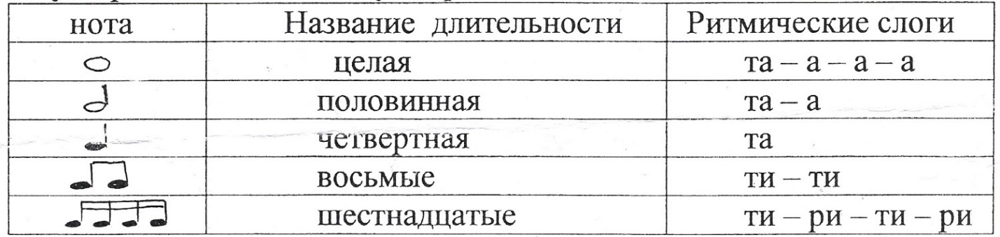 нота Название длительности Ритмические слоги
целая та – а – а – а
половинная та – а
четвертная та
восьмые ти – ти
шестнадцатые ти – ри – ти – ри